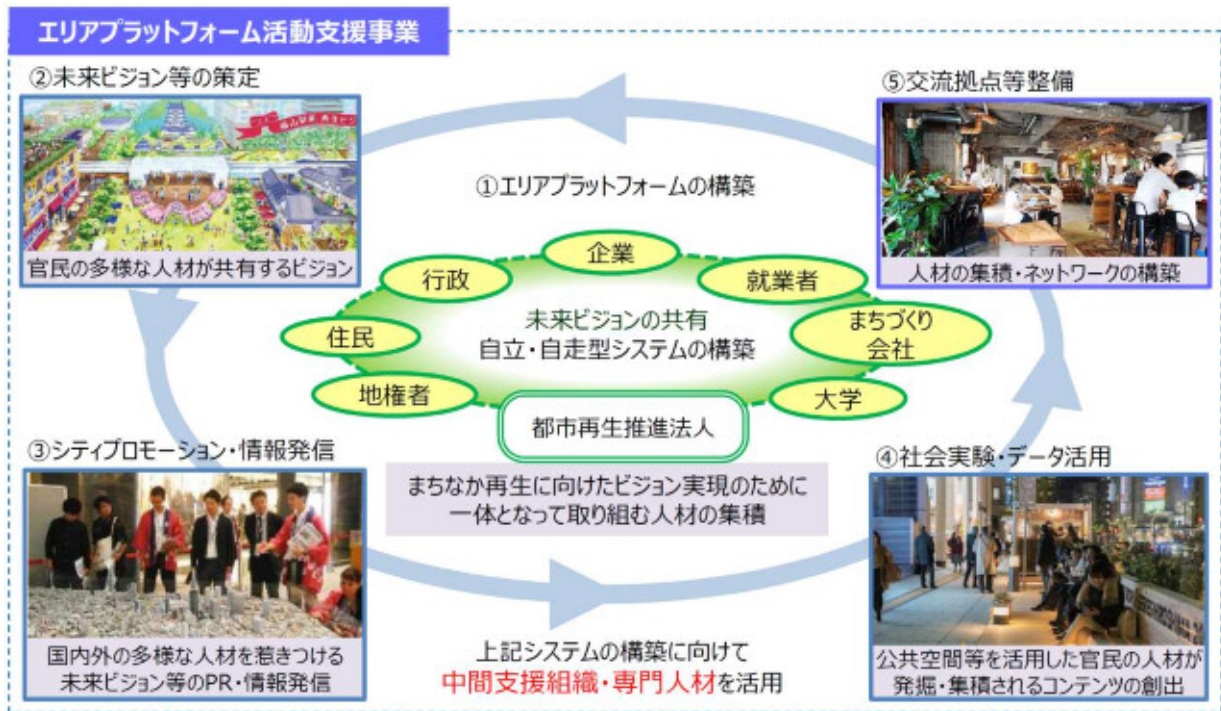 エリアプラットフォーム活動支援事業
②未来ビジョン等の策定
官民の多様な人材が共有するビジョン
⑤交流拠点等整備
人材の集積・ネットワークの構築
①エリアプラットフォームの構築
企業
行政
就業者
住民
まちづくり
会社
地権者
大学
未来ビジョンの共有
自立・自走型システムの構築
都市再生推進法人
まちなか再生に向けたビジョン実現のために
一体となって取り組む人材の集積
③シティプロモーション・情報発信
国内外の多様な人材を惹きつける
未来ビジョン等のPR・情報発信
④社会実験・データ活用
公共空間等を活用した官民の人材が
発掘・集積されるコンテンツの創出
上記システムの構築に向けて
中間支援組織・専門人材を活用